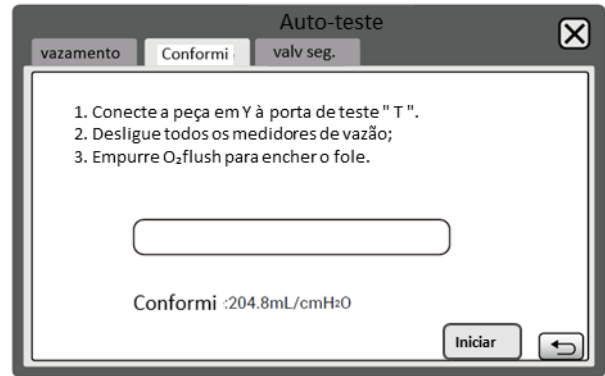 Auto-teste
vazamento
Conformi
valv seg.
1. Conecte a peça em Y à porta de teste " T ".
2. Desligue todos os medidores de vazão;
3. Empurre O₂flush para encher o fole.
Conformi :204.8mL/cmH2O
Iniciar